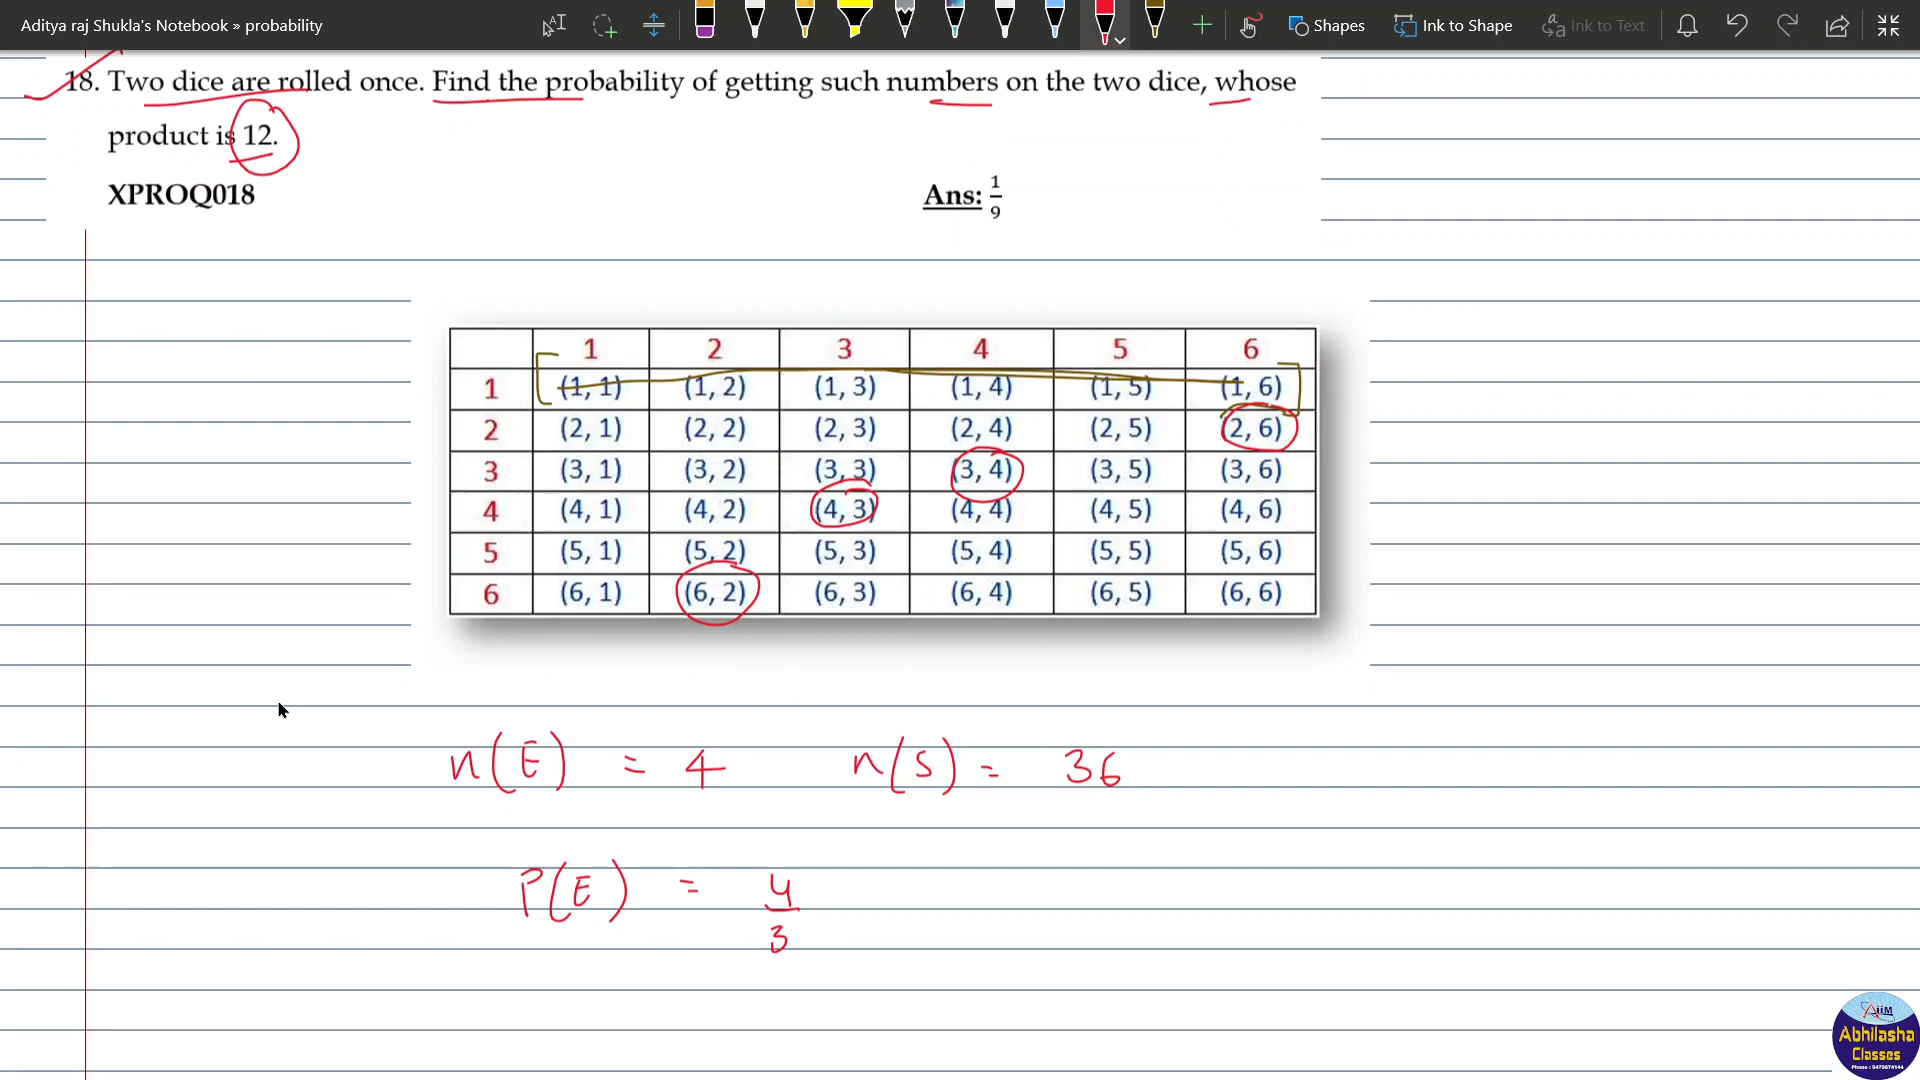 Aditya raj Shukla's Notebook » probability
Shapes
Ink to Shape
Ink to Text
18. Two dice are rolled once. Find the probability of getting such numbers on the two dice, whose
product is 12.
XPROQ018 Ans: 1/9
1 2 3 4 5 6
1 (1, 1) (1, 2) (1, 3) (1, 4) (1, 5) (1, 6)
2 (2, 1) (2, 2) (2, 3) (2, 4) (2, 5) (2, 6)
3 (3, 1) (3, 2) (3, 3) (3, 4) (3, 5) (3, 6)
4 (4, 1) (4, 2) (4, 3) (4, 4) (4, 5) (4, 6)
5 (5, 1) (5, 2) (5, 3) (5, 4) (5, 5) (5, 6)
6 (6, 1) (6, 2) (6, 3) (6, 4) (6, 5) (6, 6)
n(E) = 4 n(S) = 36
P(E) = 4/3
AiiM
Abhilasha
Classes
Phone : 9479874144